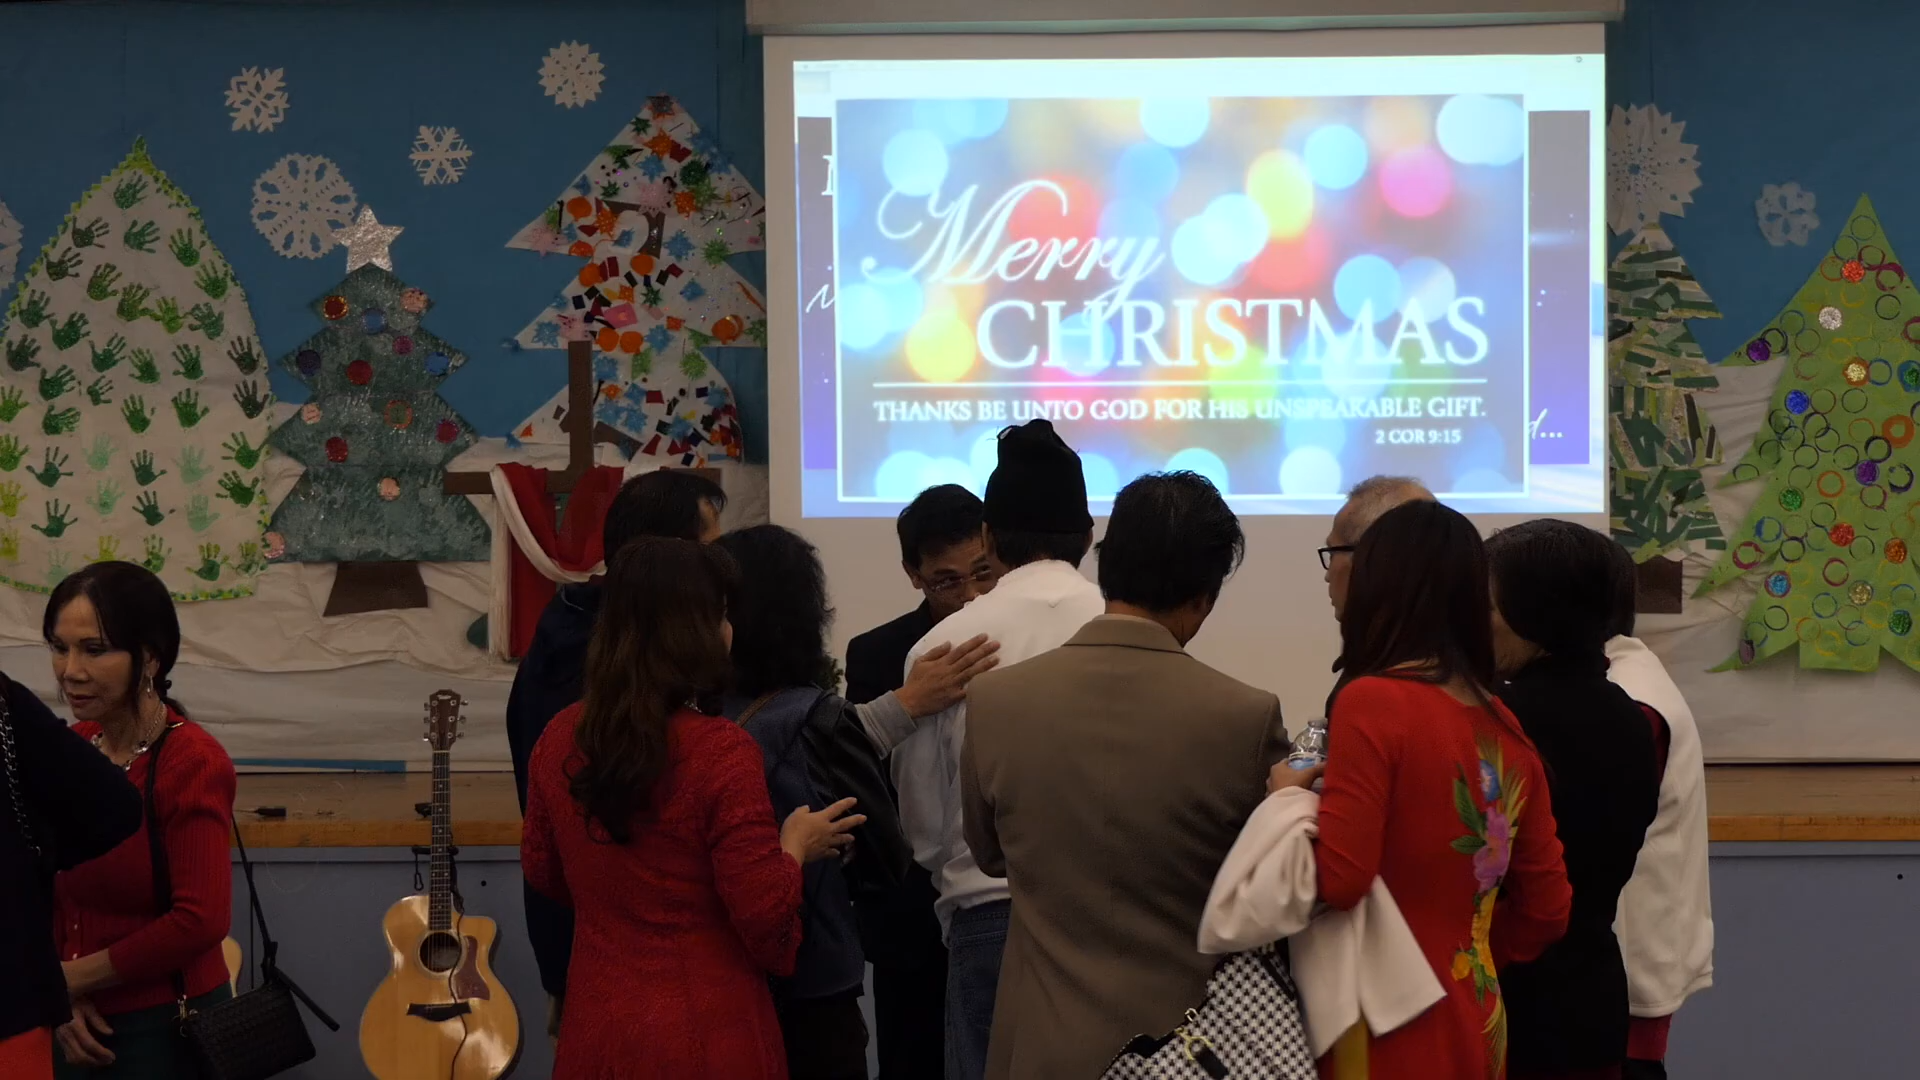 Merry
CHRISTMAS
THANKS BE UNTO GOD FOR HIS UNSPEAKABLE GIFT.
2 COR 9:15